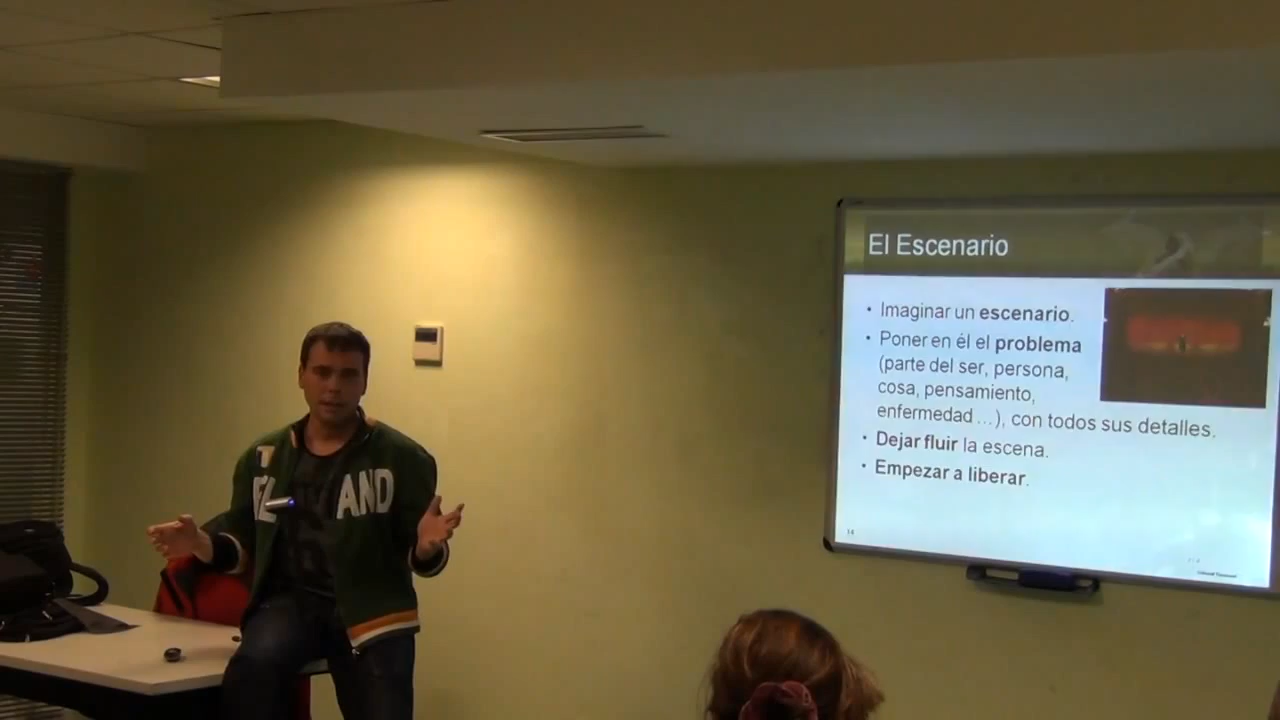 El Escenario
• Imaginar un escenario.
• Poner en él el problema
(parte del ser, persona,
cosa, pensamiento,
enfermedad ...), con todos sus detalles.
• Dejar fluir la escena.
• Empezar a liberar.
14
AND